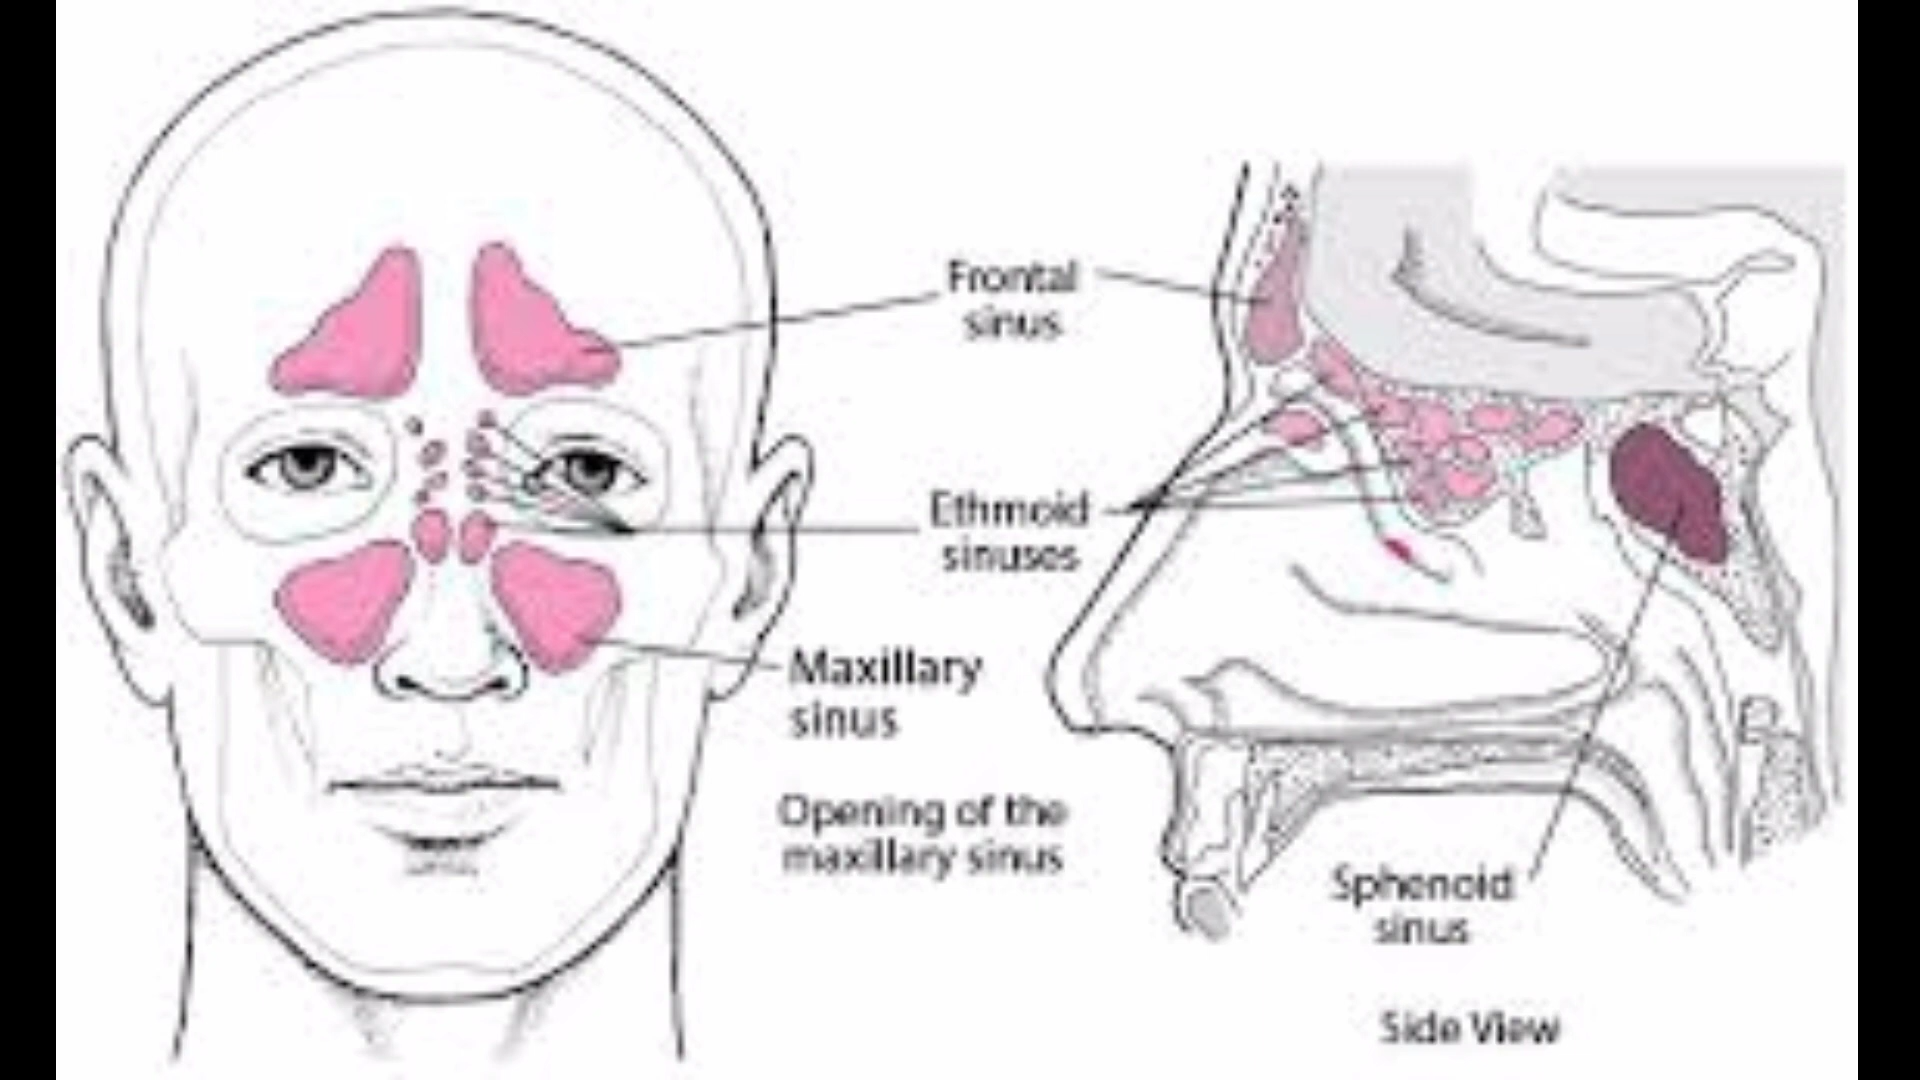 Frontal
sinus
Ethmoid
sinuses
Maxillary
sinus
Opening of the
maxillary sinus
Sphenoid
sinus
Side View